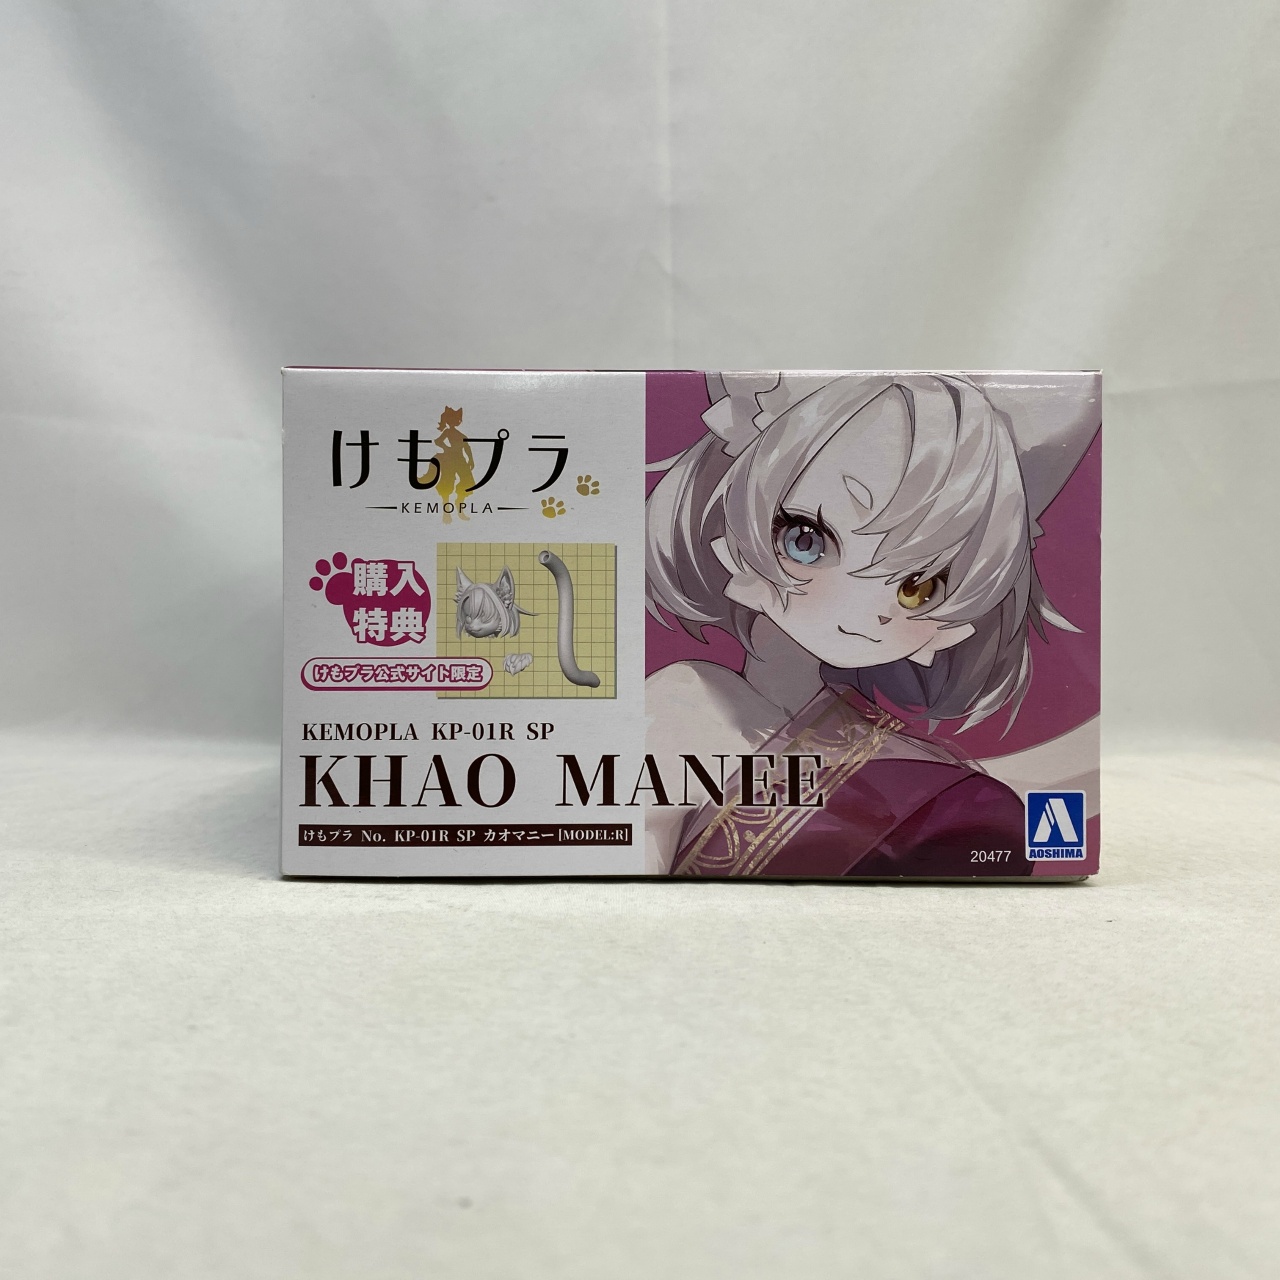 けもプラ
KEMOPLA
購入
特典
けもプラ公式サイト限定
KEMOPLA KP-01R SP
KHAO MANEE
けもプラ No. KP-01R SP カオマニー [MODEL:R]
20477
AOSHIMA